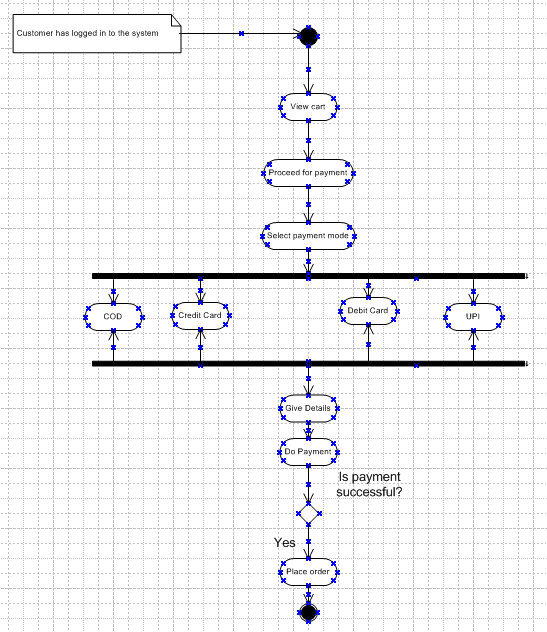 Customer has logged in to the system
View cart
Proceed for payment
Select payment mode
COD
Credit Card
Debit Card
UPI
Give Details
Do Payment
Is payment
successful?
Yes
Place order